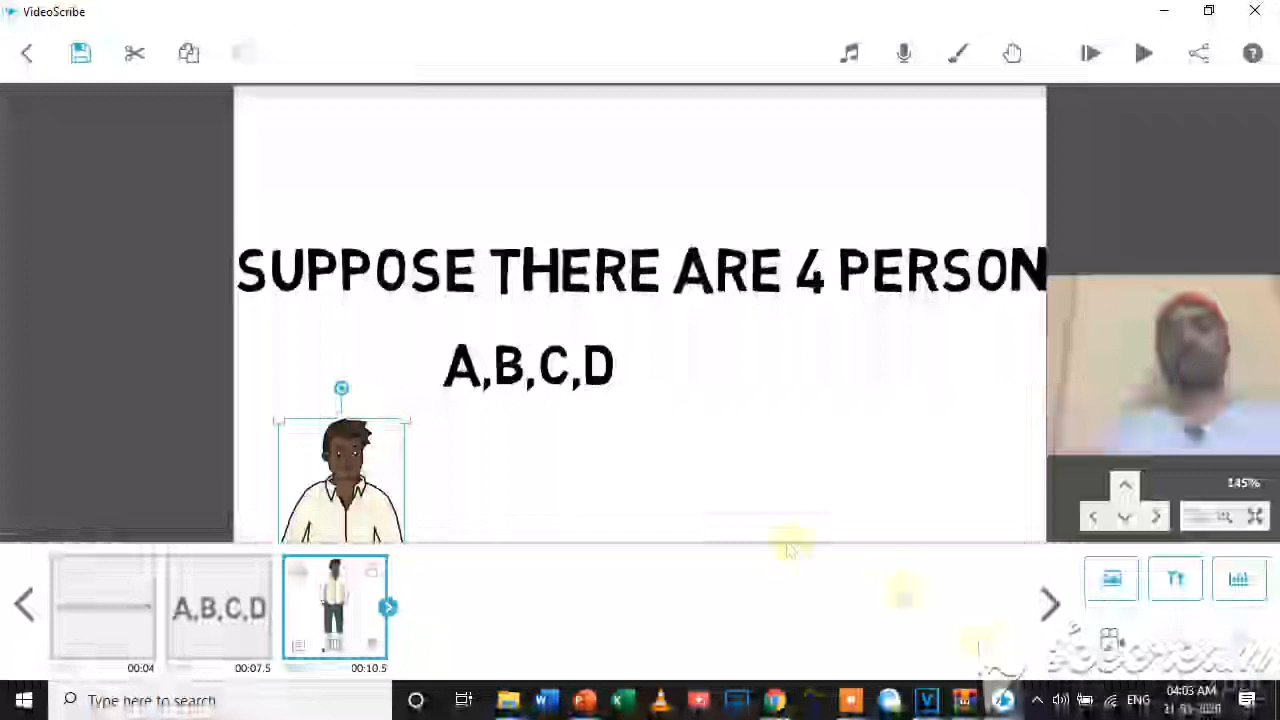 VideoScribe
SUPPOSE THERE ARE 4 PERSON
A,B,C,D
145%
A,B,C,D
00:04
00:07.5
00:10.5
Type here to search
ENG
04:03 AM